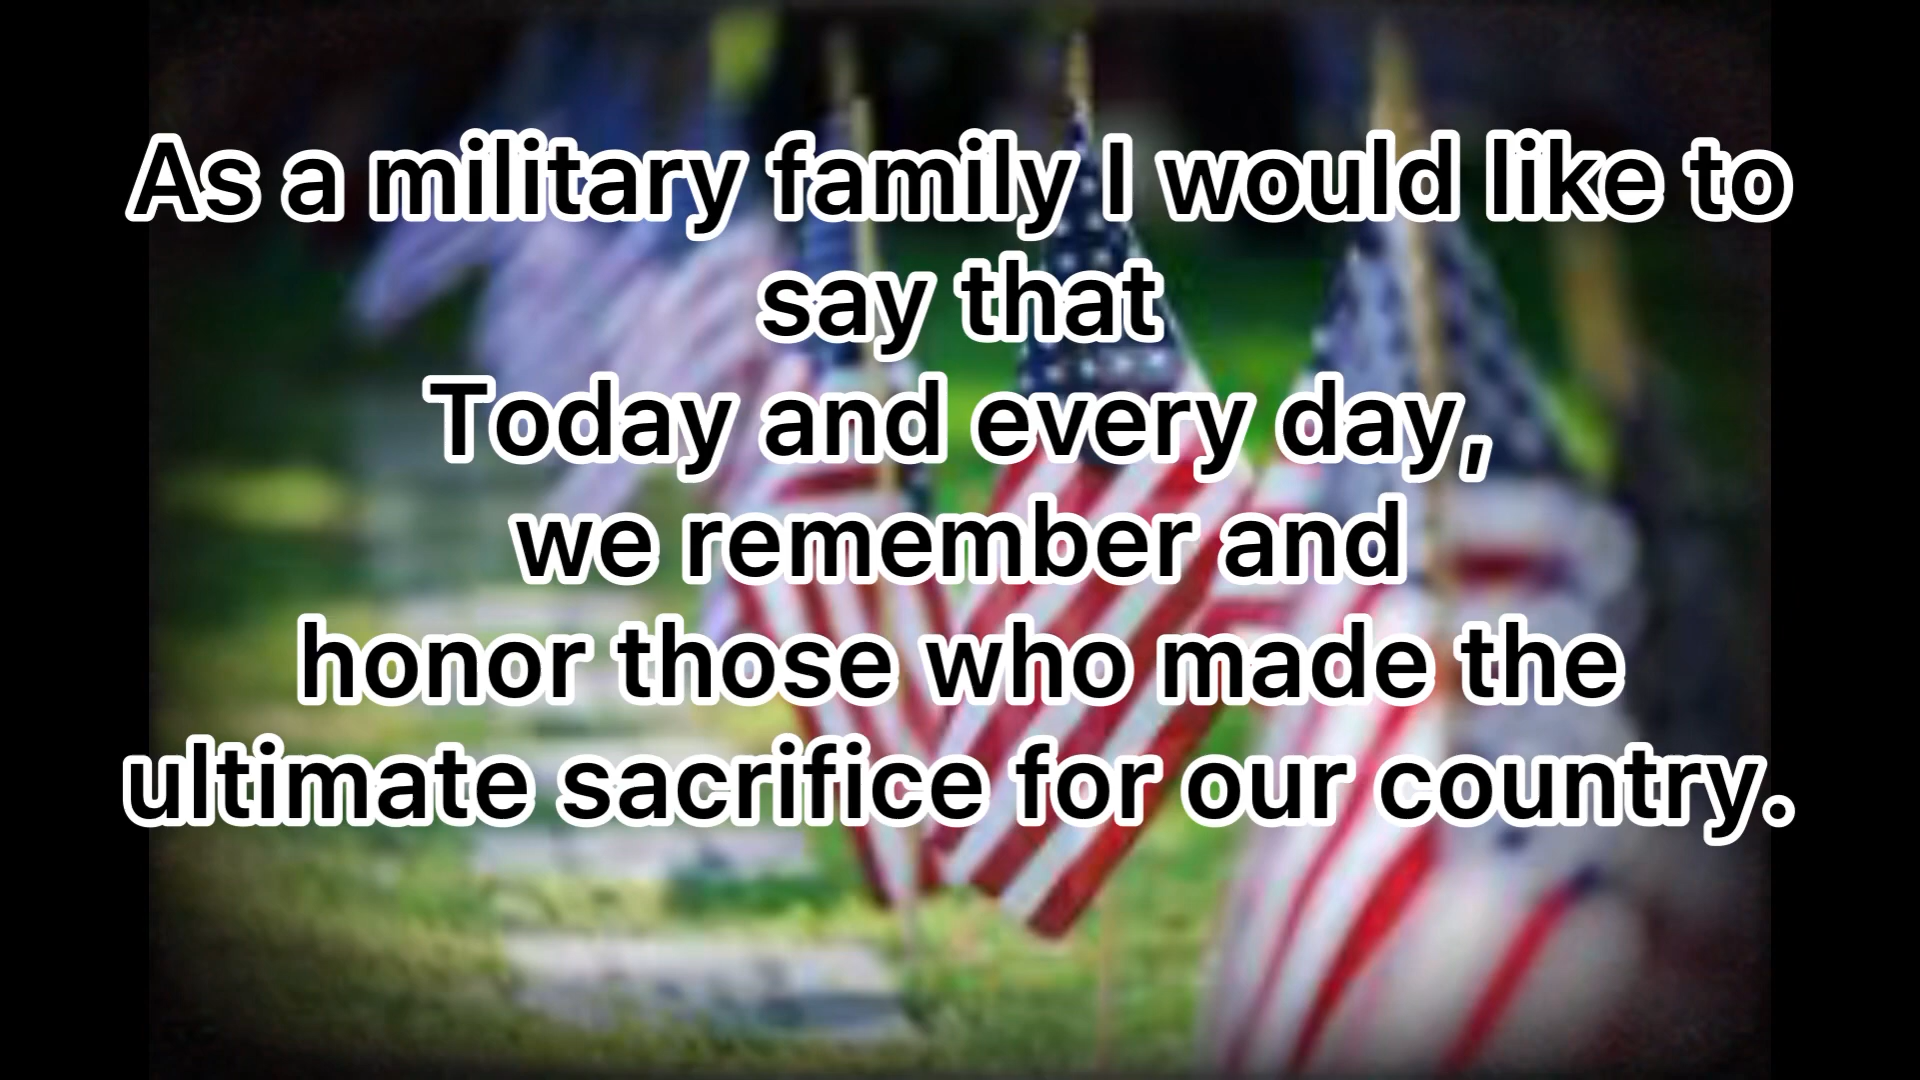 As a military family I would like to
say that
Today and every day,
we remember and
honor those who made the
ultimate sacrifice for our country.